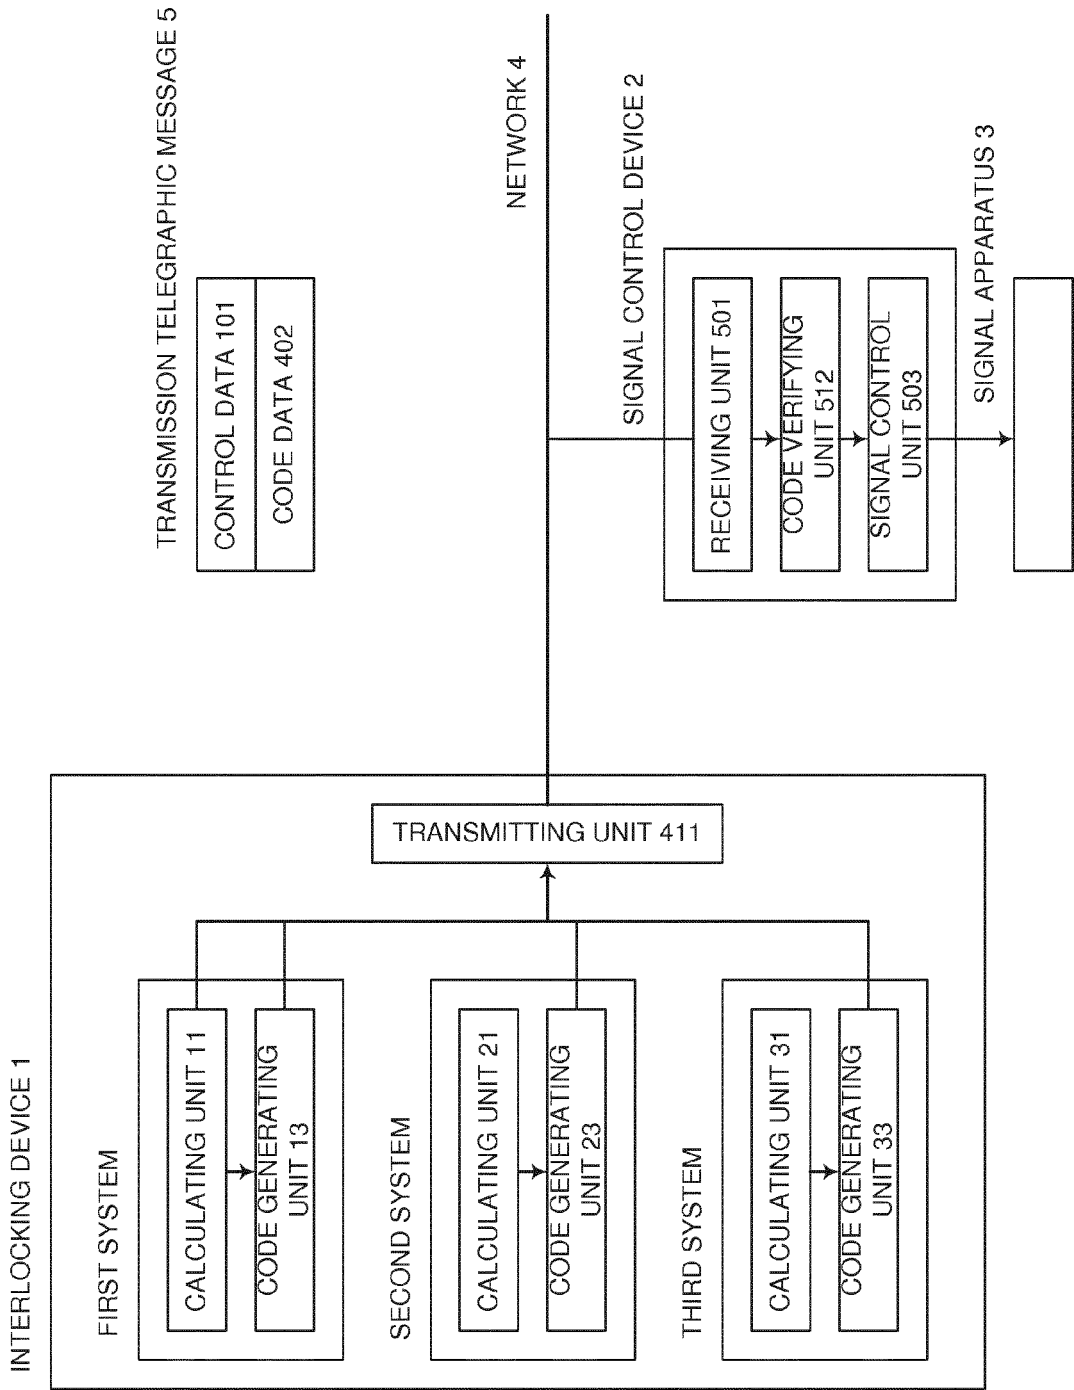 INTERLOCKING DEVICE 1
FIRST SYSTEM
CALCULATING UNIT 11
CODE GENERATING
UNIT 13
SECOND SYSTEM
CALCULATING UNIT 21
CODE GENERATING
UNIT 23
THIRD SYSTEM
CALCULATING UNIT 31
CODE GENERATING
UNIT 33
TRANSMITTING UNIT 411
TRANSMISSION TELEGRAPHIC MESSAGE 5
CONTROL DATA 101
CODE DATA 402
NETWORK 4
SIGNAL CONTROL DEVICE 2
RECEIVING UNIT 501
CODE VERIFYING
UNIT 512
SIGNAL CONTROL
UNIT 503
SIGNAL APPARATUS 3